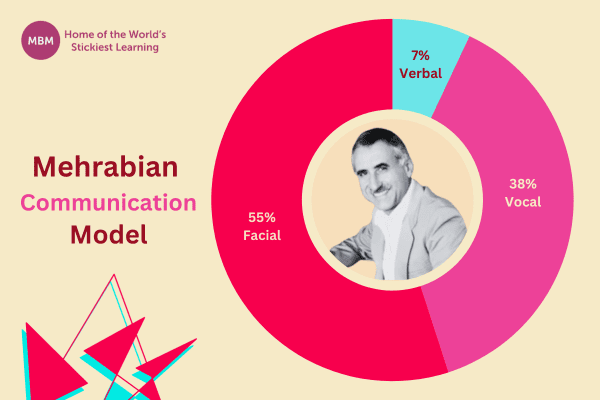 MBM
Home of the World's
Stickiest Learning
Mehrabian
Communication
Model
7%
Verbal
38%
Vocal
55%
Facial